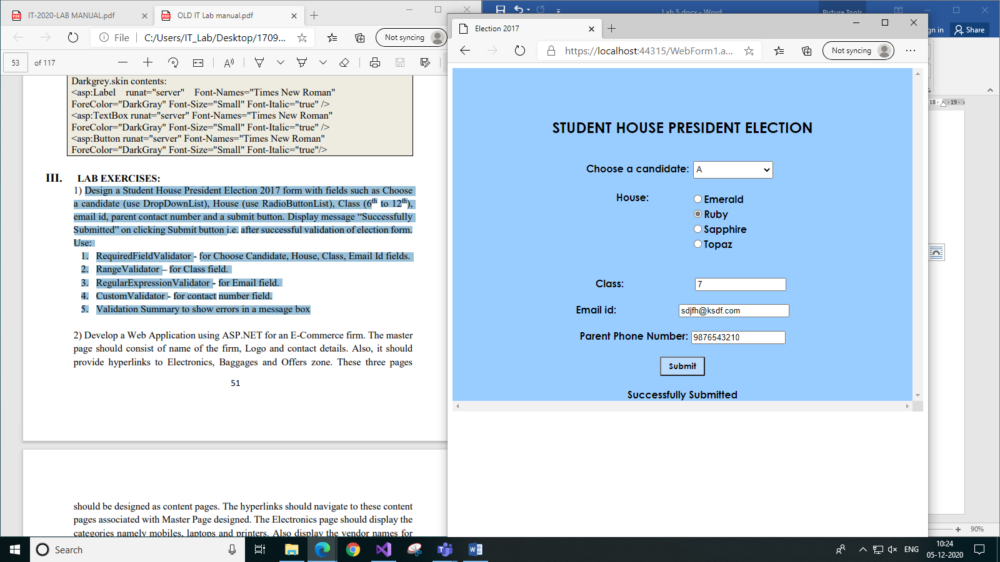 IT-2020-LAB MANUAL.pdf
OLD IT Lab manual.pdf
File
C:/Users/IT_Lab/Desktop/1709...
Not syncing
53
of 117
Darkgrey.skin contents:
<asp:Label runat="server" Font-Names="Times New Roman"
ForeColor="DarkGray" Font-Size="Small" Font-Italic="true" />
<asp:TextBox runat="server" Font-Names="Times New Roman"
ForeColor="DarkGray" Font-Size="Small" Font-Italic="true" />
<asp:Button runat="server" Font-Names="Times New Roman"
ForeColor="DarkGray" Font-Size="Small" Font-Italic="true"/>
III. LAB EXERCISES:
1) Design a Student House President Election 2017 form with fields such as Choose
a candidate (use DropDownList), House (use RadioButtonList), Class (6th to 12th),
email id, parent contact number and a submit button. Display message “Successfully
Submitted” on clicking Submit button i.e. after successful validation of election form.
Use:
1. RequiredFieldValidator - for Choose Candidate, House, Class, Email Id fields.
2. RangeValidator – for Class field.
3. RegularExpressionValidator - for Email field.
4. CustomValidator - for contact number field.
5. Validation Summary to show errors in a message box
2) Develop a Web Application using ASP.NET for an E-Commerce firm. The master
page should consist of name of the firm, Logo and contact details. Also, it should
provide hyperlinks to Electronics, Baggages and Offers zone. These three pages
51
should be designed as content pages. The hyperlinks should navigate to these content
pages associated with Master Page designed. The Electronics page should display the
categories namely mobiles, laptops and printers. Also display the vendor names for
Lab 5.docx - Word
Picture Tools
gn in
Share
18 · 19 ·
90%
Election 2017
https://localhost:44315/WebForm1.a...
Not syncing
STUDENT HOUSE PRESIDENT ELECTION
Choose a candidate: A
House:
Emerald
Ruby
Sapphire
Topaz
Class: 7
Email id: sdjfh@ksdf.com
Parent Phone Number: 9876543210
Submit
Successfully Submitted
Search
ENG
10:24
05-12-2020